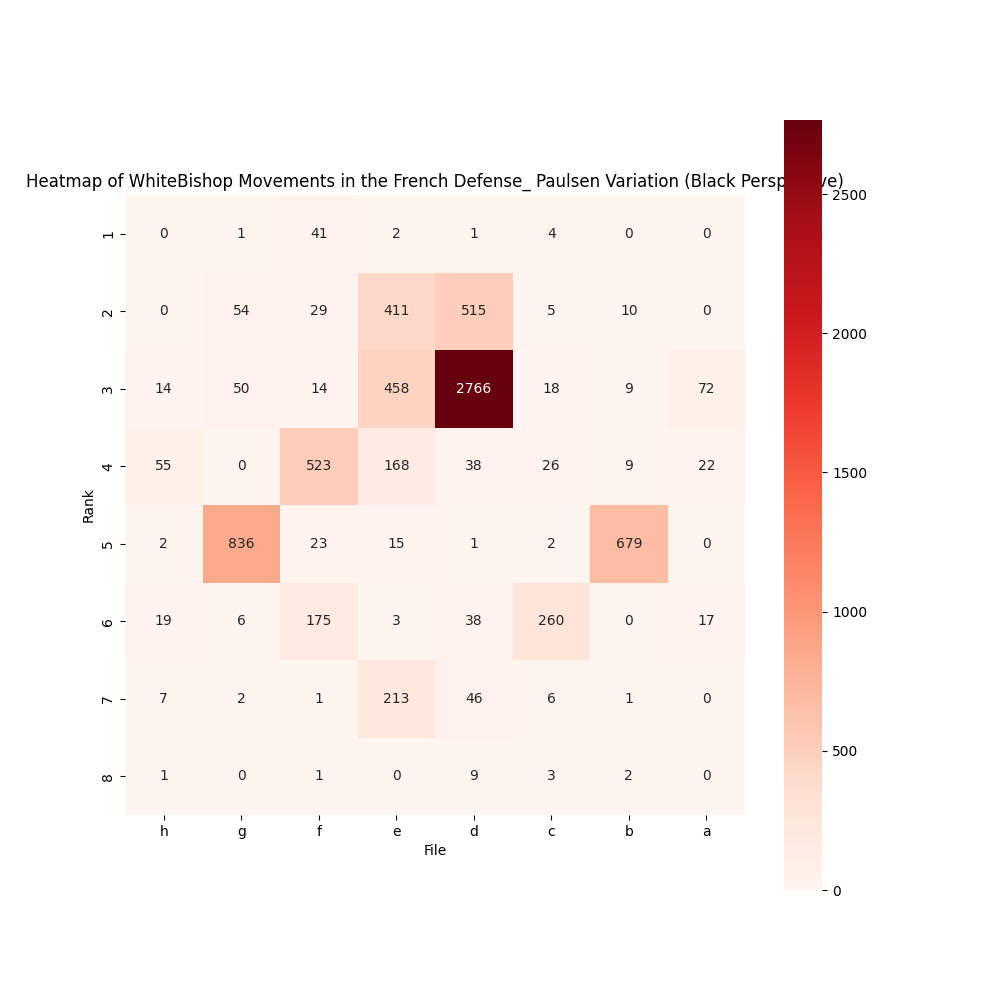 Heatmap of WhiteBishop Movements in the French Defense_ Paulsen Variation (Black Perspective)
2500
1 0 1 41 2 1 4 0 0
2 0 54 29 411 515 5 10 0
2000
3 14 50 14 458 2766 18 9 72
4 55 0 523 168 38 26 9 22
1500
Rank
5 2 836 23 15 1 2 679 0
1000
6 19 6 175 3 38 260 0 17
7 7 2 1 213 46 6 1 0
500
8 1 0 1 0 9 3 2 0
h g f e d c b a
File
0